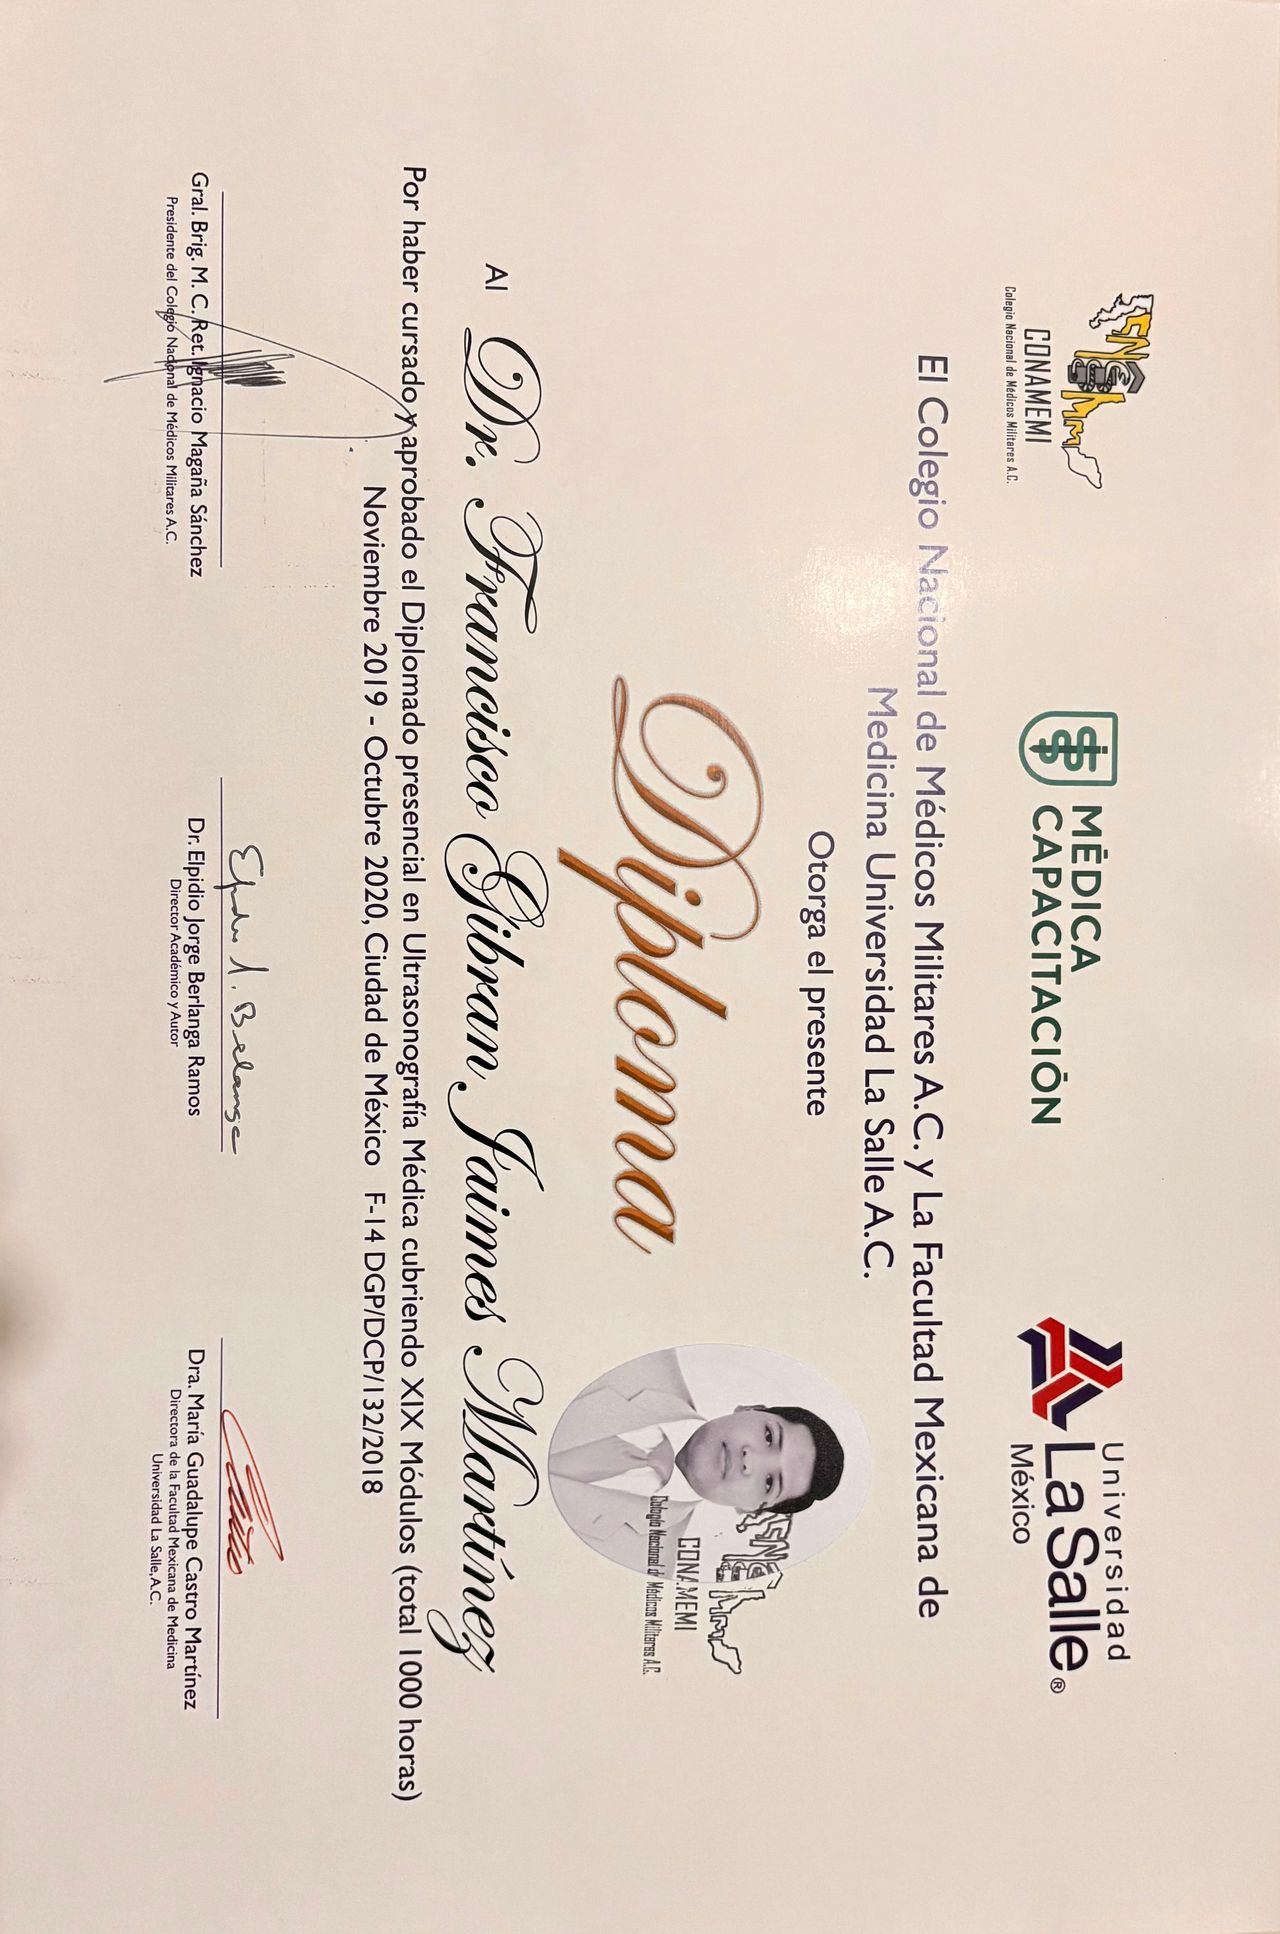 CNMM
CONAMEMI
Colegio Nacional de Médicos Militares A.C.
MÉDICA
CAPACITACIÓN
Universidad
La Salle®
México
El Colegio Nacional de Médicos Militares A.C. y La Facultad Mexicana de
Medicina Universidad La Salle A.C.
Otorga el presente
Diploma
CONAMEMI
Colegio Nacional de Médicos Militares A.C.
Al Dr. Francisco Gibran Jaimes Martínez
Por haber cursado y aprobado el Diplomado presencial en Ultrasonografía Médica cubriendo XIX Módulos (total 1000 horas)
Noviembre 2019 - Octubre 2020, Ciudad de México F-14 DGP/DCP/132/2018
Gral. Brig. M. C. Ret. Ignacio Magaña Sánchez
Presidente del Colegio Nacional de Médicos Militares A.C.
Dr. Elpidio Jorge Berlanga Ramos
Director Académico y Autor
Dra. María Guadalupe Castro Martínez
Directora de la Facultad Mexicana de Medicina
Universidad La Salle, A.C.